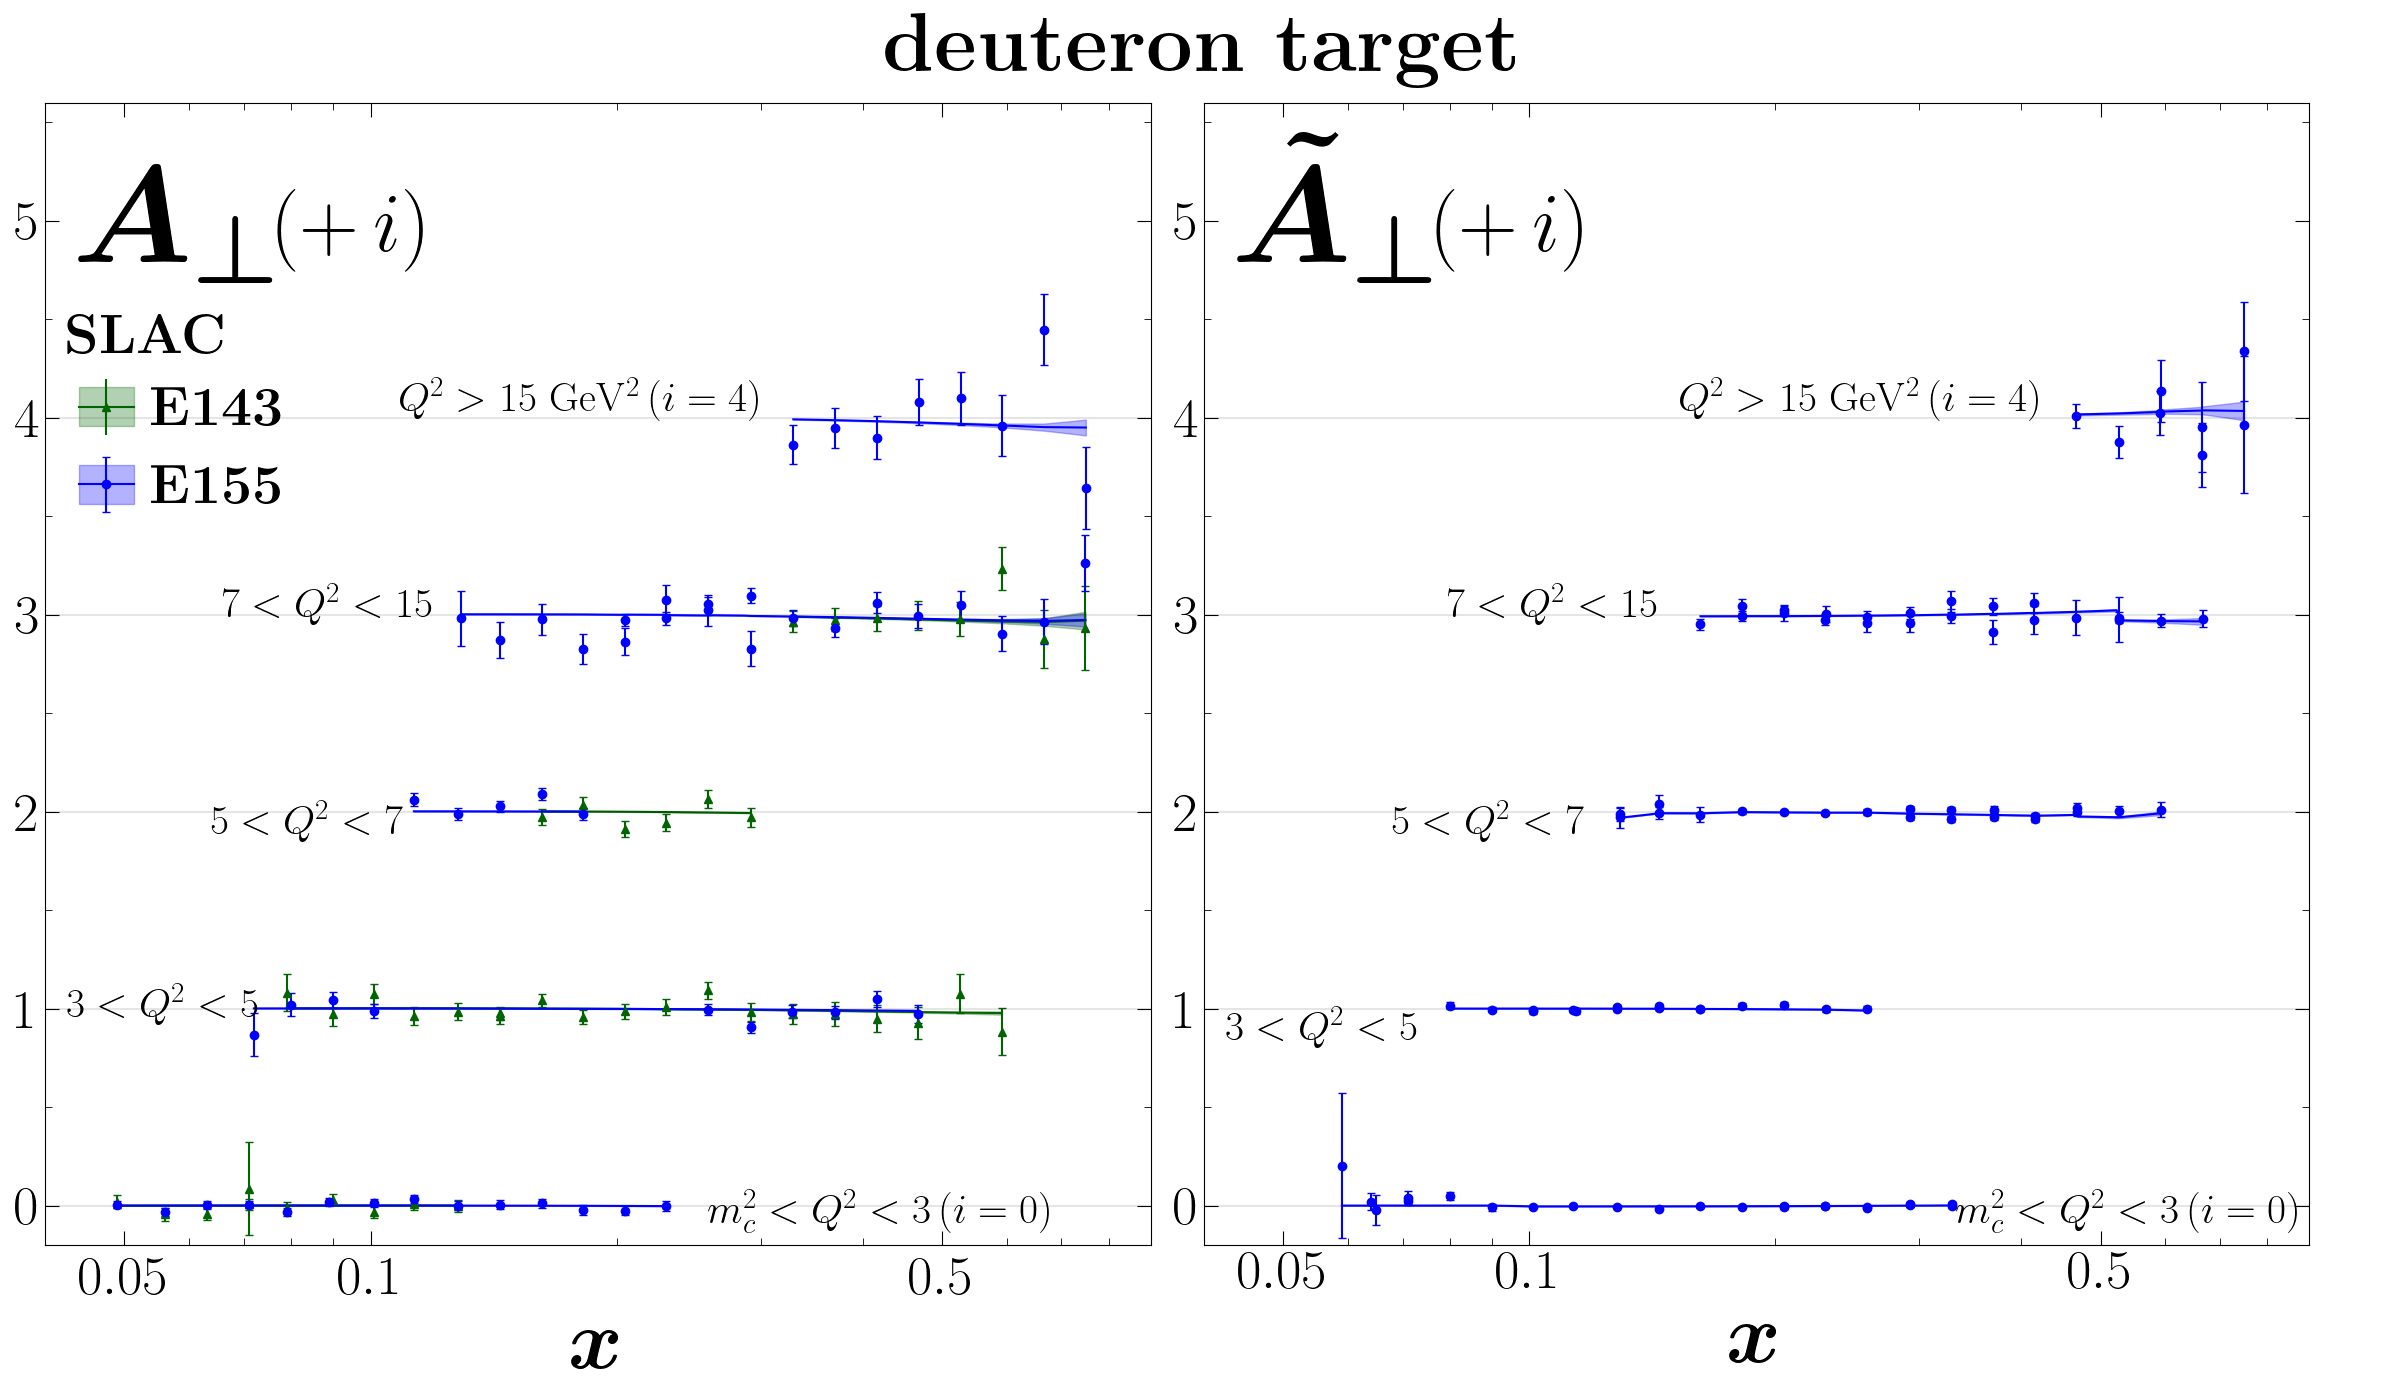 deuteron target
A⊥(+ i)
SLAC
E143
E155
Q² > 15 GeV² (i = 4)
7 < Q² < 15
5 < Q² < 7
3 < Q² < 5
m_c² < Q² < 3 (i = 0)
5
4
3
2
1
0
0.05 0.1 0.5
x
Ã⊥(+ i)
Q² > 15 GeV² (i = 4)
7 < Q² < 15
5 < Q² < 7
3 < Q² < 5
m_c² < Q² < 3 (i = 0)
5
4
3
2
1
0
0.05 0.1 0.5
x